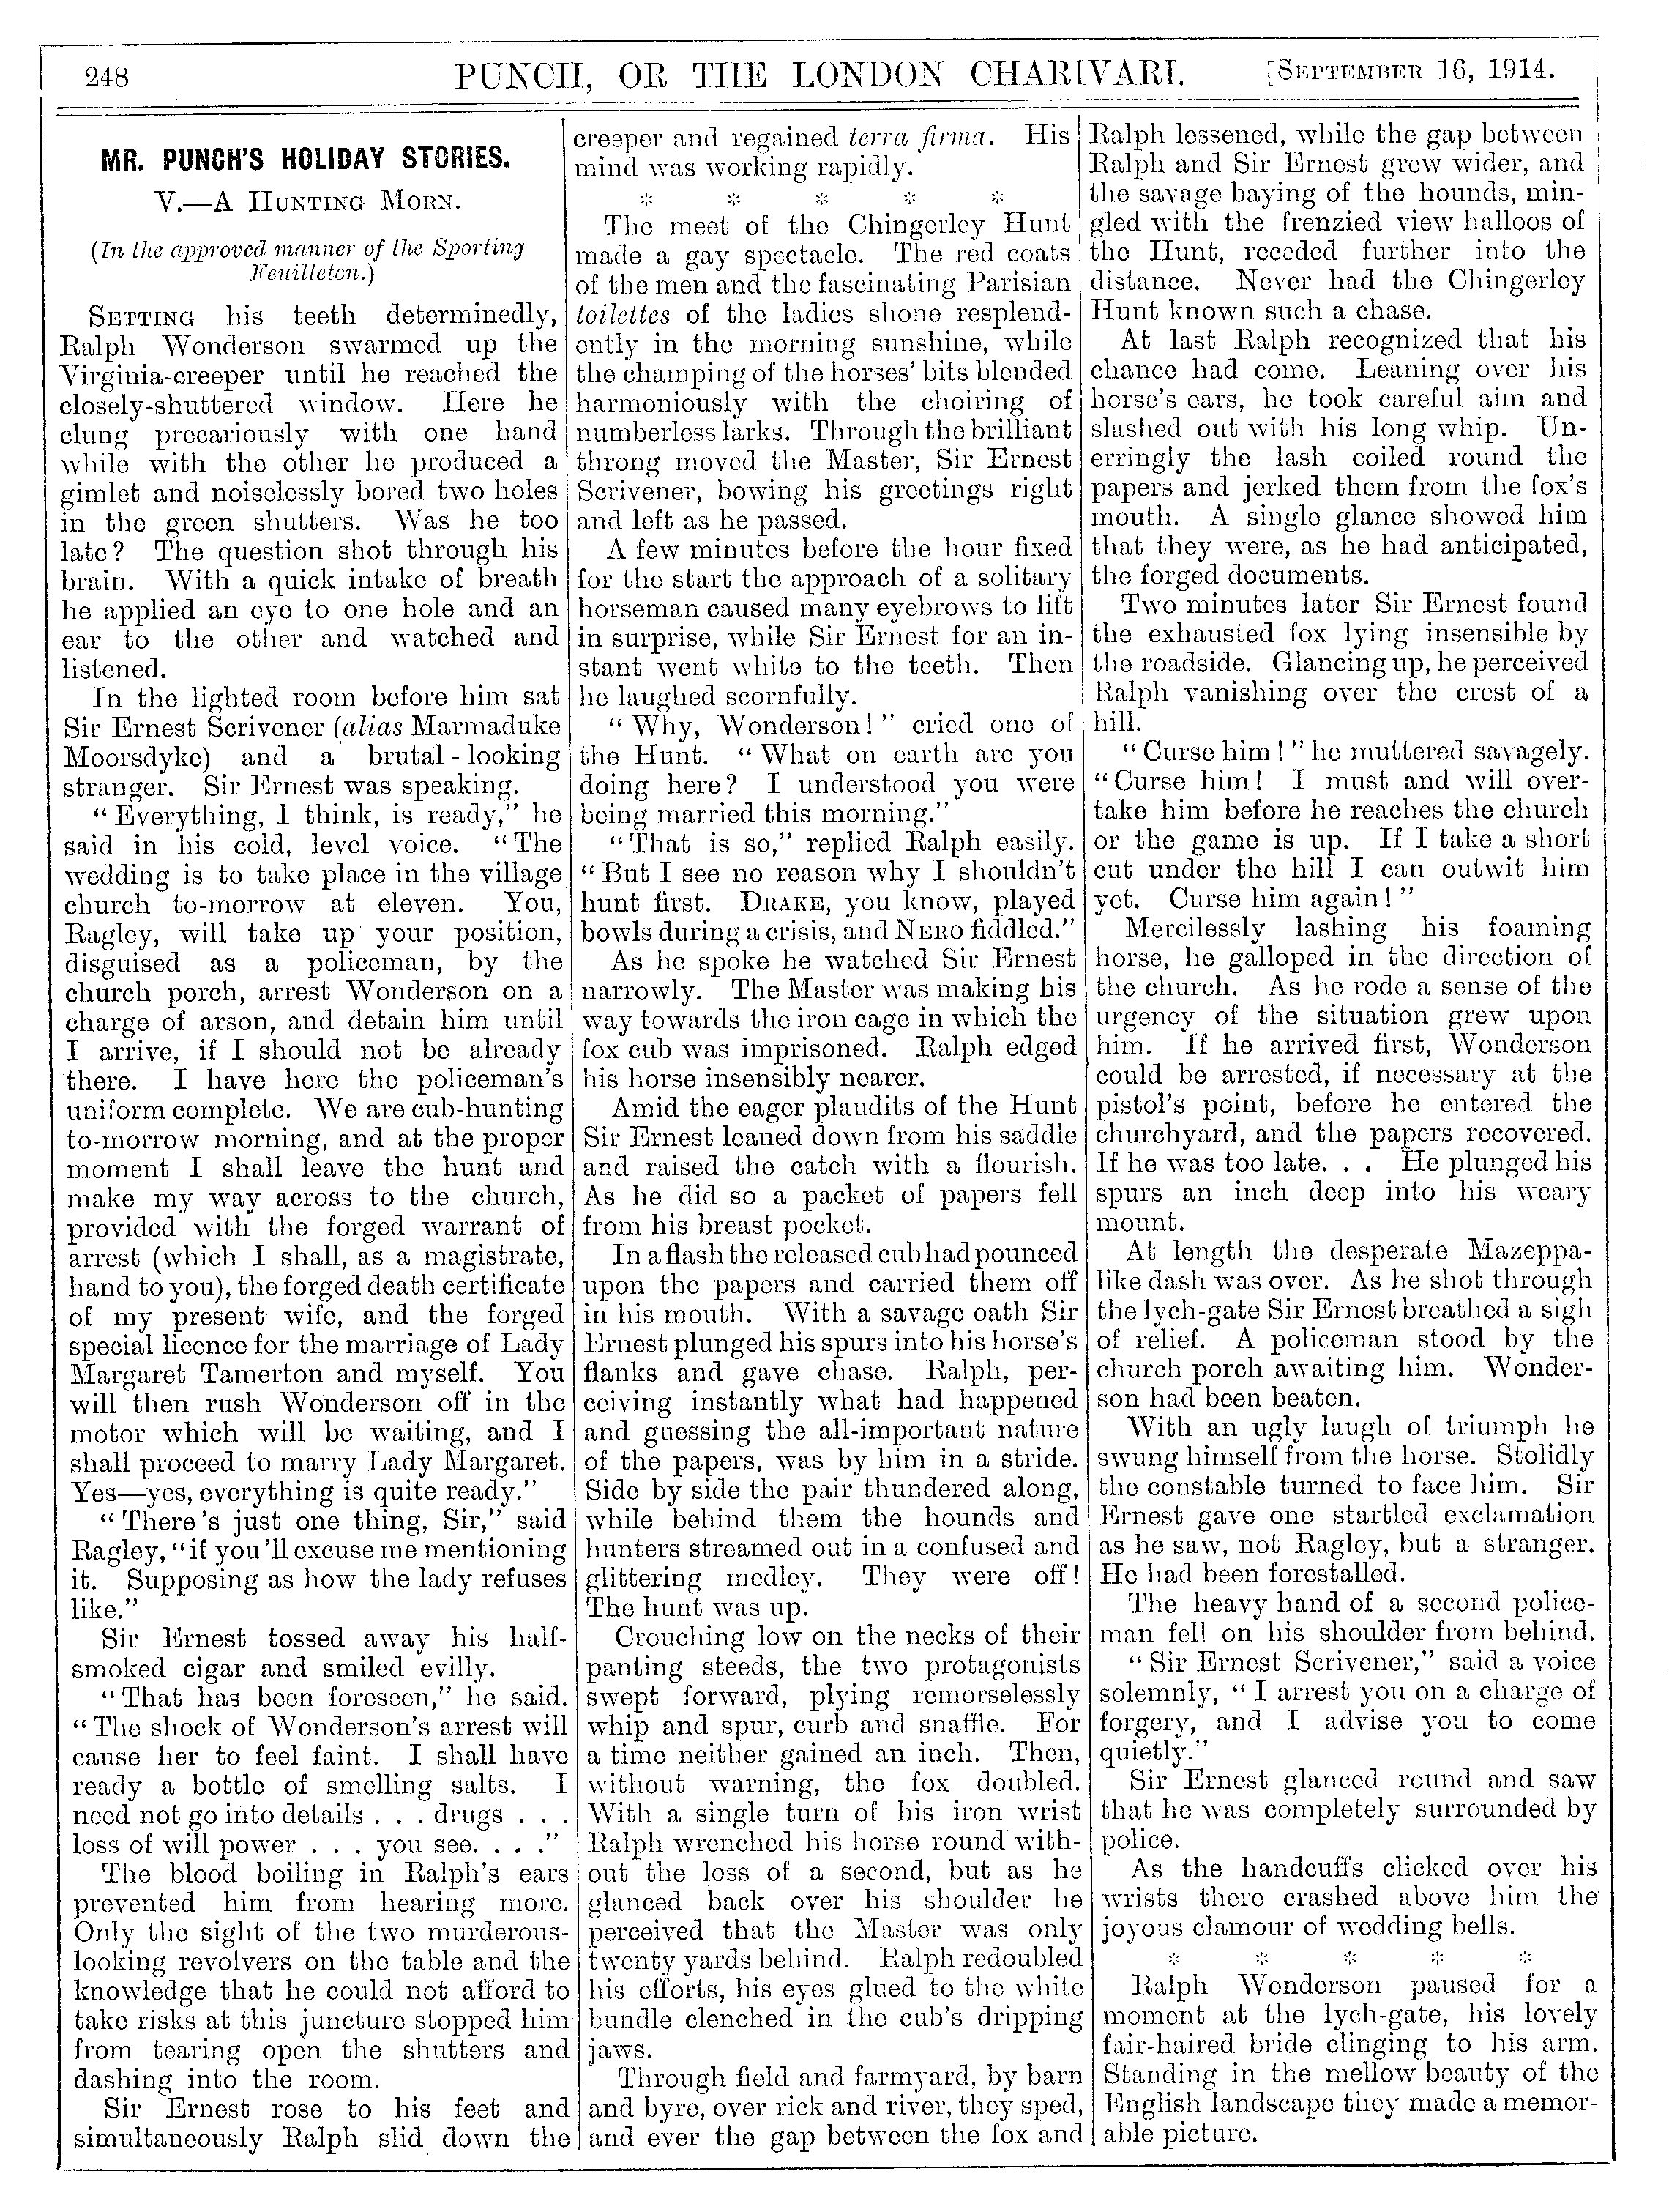 248
PUNCH, OR THE LONDON CHARIVARI.
[SEPTEMBER 16, 1914.
MR. PUNCH'S HOLIDAY STORIES.
V.—A HUNTING MORN.
(In the approved manner of the Sporting
Feuilleton.)
SETTING his teeth determinedly,
Ralph Wonderson swarmed up the
Virginia-creeper until he reached the
closely-shuttered window. Here he
clung precariously with one hand
while with the other he produced a
gimlet and noiselessly bored two holes
in the green shutters. Was he too
late? The question shot through his
brain. With a quick intake of breath
he applied an eye to one hole and an
ear to the other and watched and
listened.
In the lighted room before him sat
Sir Ernest Scrivener (alias Marmaduke
Moorsdyke) and a brutal-looking
stranger. Sir Ernest was speaking.
"Everything, I think, is ready," he
said in his cold, level voice. "The
wedding is to take place in the village
church to-morrow at eleven. You,
Ragley, will take up your position,
disguised as a policeman, by the
church porch, arrest Wonderson on a
charge of arson, and detain him until
I arrive, if I should not be already
there. I have here the policeman's
uniform complete. We are cub-hunting
to-morrow morning, and at the proper
moment I shall leave the hunt and
make my way across to the church,
provided with the forged warrant of
arrest (which I shall, as a magistrate,
hand to you), the forged death certificate
of my present wife, and the forged
special licence for the marriage of Lady
Margaret Tamerton and myself. You
will then rush Wonderson off in the
motor which will be waiting, and I
shall proceed to marry Lady Margaret.
Yes—yes, everything is quite ready."
"There's just one thing, Sir," said
Ragley, "if you'll excuse me mentioning
it. Supposing as how the lady refuses
like."
Sir Ernest tossed away his half-
smoked cigar and smiled evilly.
"That has been foreseen," he said.
"The shock of Wonderson's arrest will
cause her to feel faint. I shall have
ready a bottle of smelling salts. I
need not go into details . . . drugs . . .
loss of will power . . . you see. . . ."
The blood boiling in Ralph's ears
prevented him from hearing more.
Only the sight of the two murderous-
looking revolvers on the table and the
knowledge that he could not afford to
take risks at this juncture stopped him
from tearing open the shutters and
dashing into the room.
Sir Ernest rose to his feet and
simultaneously Ralph slid down the
creeper and regained terra firma. His
mind was working rapidly.
* * * * *
The meet of the Chingerley Hunt
made a gay spectacle. The red coats
of the men and the fascinating Parisian
toilettes of the ladies shone resplend-
ently in the morning sunshine, while
the champing of the horses' bits blended
harmoniously with the choiring of
numberless larks. Through the brilliant
throng moved the Master, Sir Ernest
Scrivener, bowing his greetings right
and left as he passed.
A few minutes before the hour fixed
for the start the approach of a solitary
horseman caused many eyebrows to lift
in surprise, while Sir Ernest for an in-
stant went white to the teeth. Then
he laughed scornfully.
"Why, Wonderson!" cried one of
the Hunt. "What on earth are you
doing here? I understood you were
being married this morning."
"That is so," replied Ralph easily.
"But I see no reason why I shouldn't
hunt first. DRAKE, you know, played
bowls during a crisis, and NERO fiddled."
As he spoke he watched Sir Ernest
narrowly. The Master was making his
way towards the iron cage in which the
fox cub was imprisoned. Ralph edged
his horse insensibly nearer.
Amid the eager plaudits of the Hunt
Sir Ernest leaned down from his saddle
and raised the catch with a flourish.
As he did so a packet of papers fell
from his breast pocket.
In a flash the released cub had pounced
upon the papers and carried them off
in his mouth. With a savage oath Sir
Ernest plunged his spurs into his horse's
flanks and gave chase. Ralph, per-
ceiving instantly what had happened
and guessing the all-important nature
of the papers, was by him in a stride.
Side by side the pair thundered along,
while behind them the hounds and
hunters streamed out in a confused and
glittering medley. They were off!
The hunt was up.
Crouching low on the necks of their
panting steeds, the two protagonists
swept forward, plying remorselessly
whip and spur, curb and snaffle. For
a time neither gained an inch. Then,
without warning, the fox doubled.
With a single turn of his iron wrist
Ralph wrenched his horse round with-
out the loss of a second, but as he
glanced back over his shoulder he
perceived that the Master was only
twenty yards behind. Ralph redoubled
his efforts, his eyes glued to the white
bundle clenched in the cub's dripping
jaws.
Through field and farmyard, by barn
and byre, over rick and river, they sped,
and ever the gap between the fox and
Ralph lessened, while the gap between
Ralph and Sir Ernest grew wider, and
the savage baying of the hounds, min-
gled with the frenzied view halloos of
the Hunt, receded further into the
distance. Never had the Chingerley
Hunt known such a chase.
At last Ralph recognized that his
chance had come. Leaning over his
horse's ears, he took careful aim and
slashed out with his long whip. Un-
erringly the lash coiled round the
papers and jerked them from the fox's
mouth. A single glance showed him
that they were, as he had anticipated,
the forged documents.
Two minutes later Sir Ernest found
the exhausted fox lying insensible by
the roadside. Glancing up, he perceived
Ralph vanishing over the crest of a
hill.
"Curse him!" he muttered savagely.
"Curse him! I must and will over-
take him before he reaches the church
or the game is up. If I take a short
cut under the hill I can outwit him
yet. Curse him again!"
Mercilessly lashing his foaming
horse, he galloped in the direction of
the church. As he rode a sense of the
urgency of the situation grew upon
him. If he arrived first, Wonderson
could be arrested, if necessary at the
pistol's point, before he entered the
churchyard, and the papers recovered.
If he was too late. . . He plunged his
spurs an inch deep into his weary
mount.
At length the desperate Mazeppa-
like dash was over. As he shot through
the lych-gate Sir Ernest breathed a sigh
of relief. A policeman stood by the
church porch awaiting him. Wonder-
son had been beaten.
With an ugly laugh of triumph he
swung himself from the horse. Stolidly
the constable turned to face him. Sir
Ernest gave one startled exclamation
as he saw, not Ragley, but a stranger.
He had been forestalled.
The heavy hand of a second police-
man fell on his shoulder from behind.
"Sir Ernest Scrivener," said a voice
solemnly, "I arrest you on a charge of
forgery, and I advise you to come
quietly."
Sir Ernest glanced round and saw
that he was completely surrounded by
police.
As the handcuffs clicked over his
wrists there crashed above him the
joyous clamour of wedding bells.
* * * * *
Ralph Wonderson paused for a
moment at the lych-gate, his lovely
fair-haired bride clinging to his arm.
Standing in the mellow beauty of the
English landscape they made a memor-
able picture.